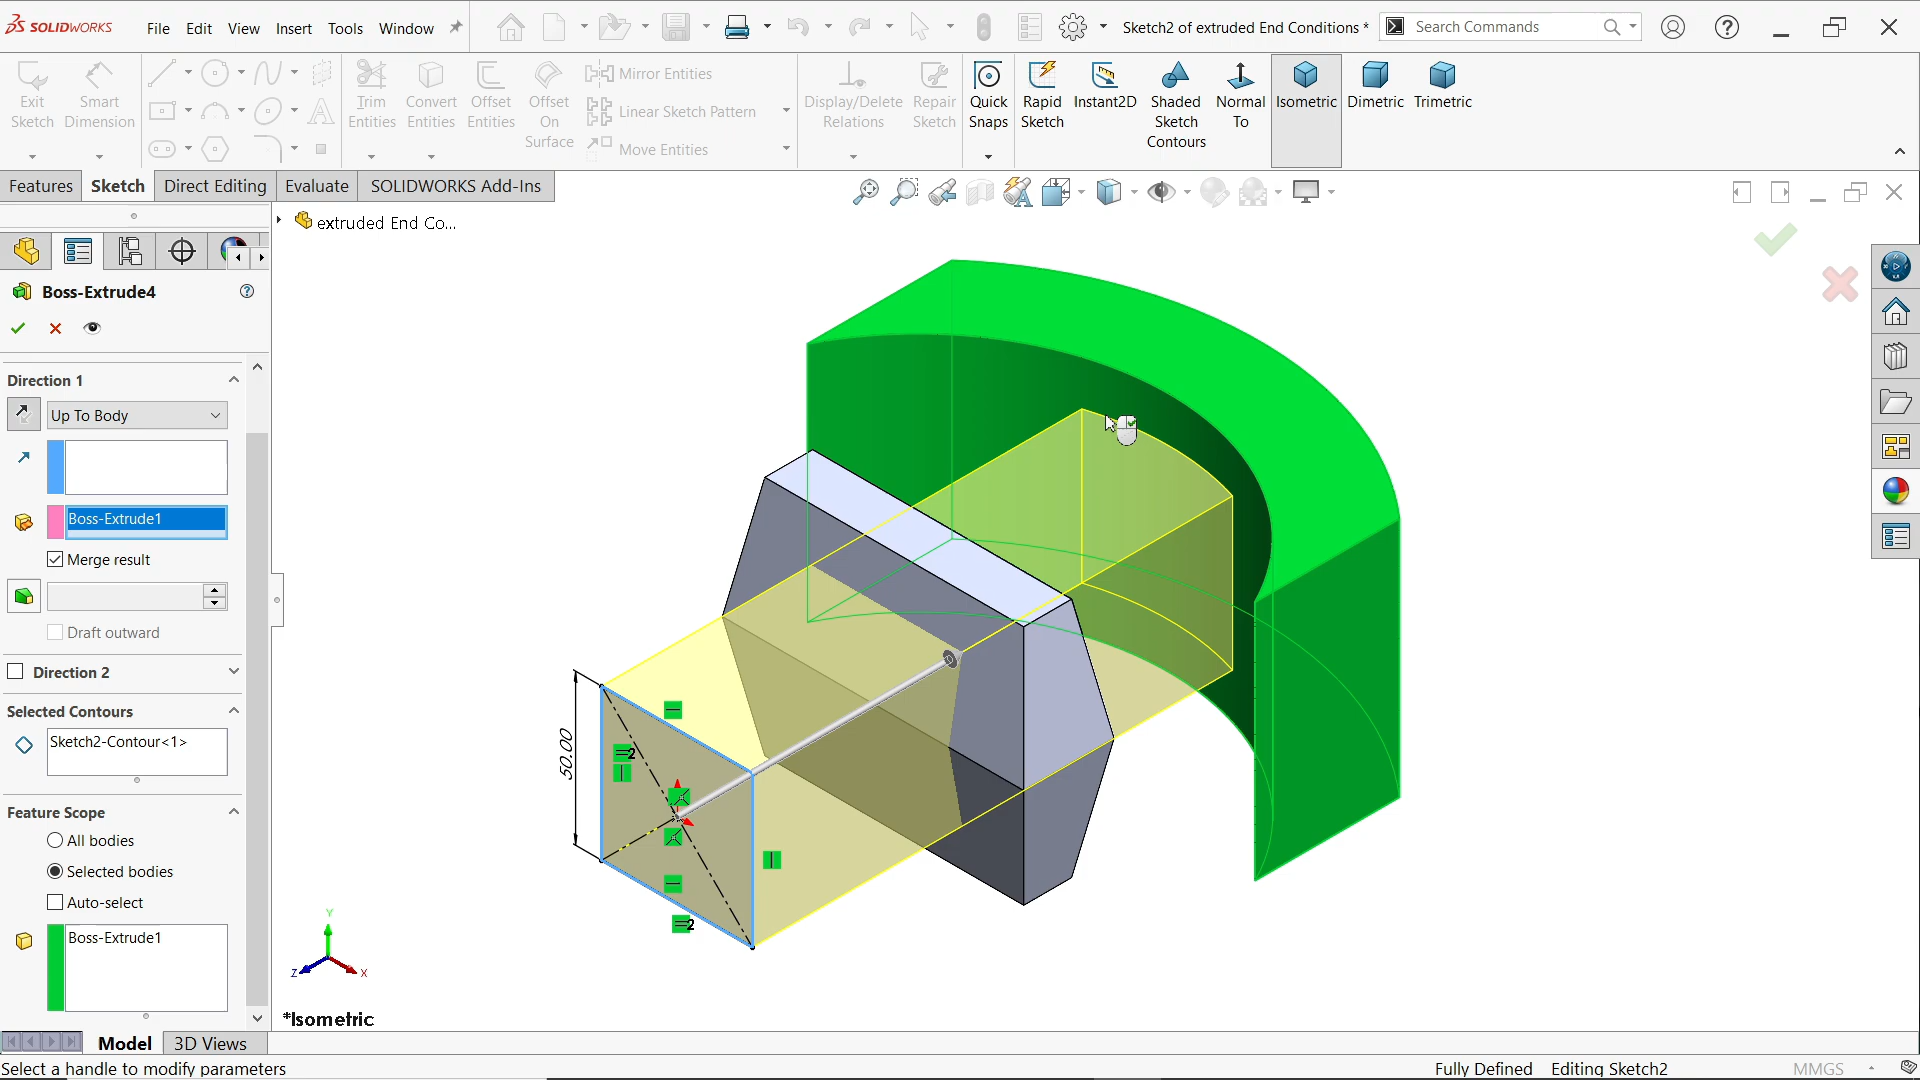 SOLIDWORKS File Edit View Insert Tools Window Sketch2 of extruded End Conditions * Search Commands
Exit Sketch
Smart Dimension
Trim Entities
Convert Entities
Offset Entities
Offset On Surface
Mirror Entities
Linear Sketch Pattern
Move Entities
Display/Delete Relations
Repair Sketch
Quick Snaps
Rapid Sketch
Instant2D
Shaded Sketch Contours
Normal To
Isometric
Dimetric
Trimetric
Features Sketch Direct Editing Evaluate SOLIDWORKS Add-Ins
extruded End Co...
Boss-Extrude4
Direction 1
Up To Body
Boss-Extrude1
Merge result
Draft outward
Direction 2
Selected Contours
Sketch2-Contour<1>
Feature Scope
All bodies
Selected bodies
Auto-select
Boss-Extrude1
50.00
2
2
Y
Z
X
*Isometric
Model 3D Views
Select a handle to modify parameters Fully Defined Editing Sketch2 MMGS